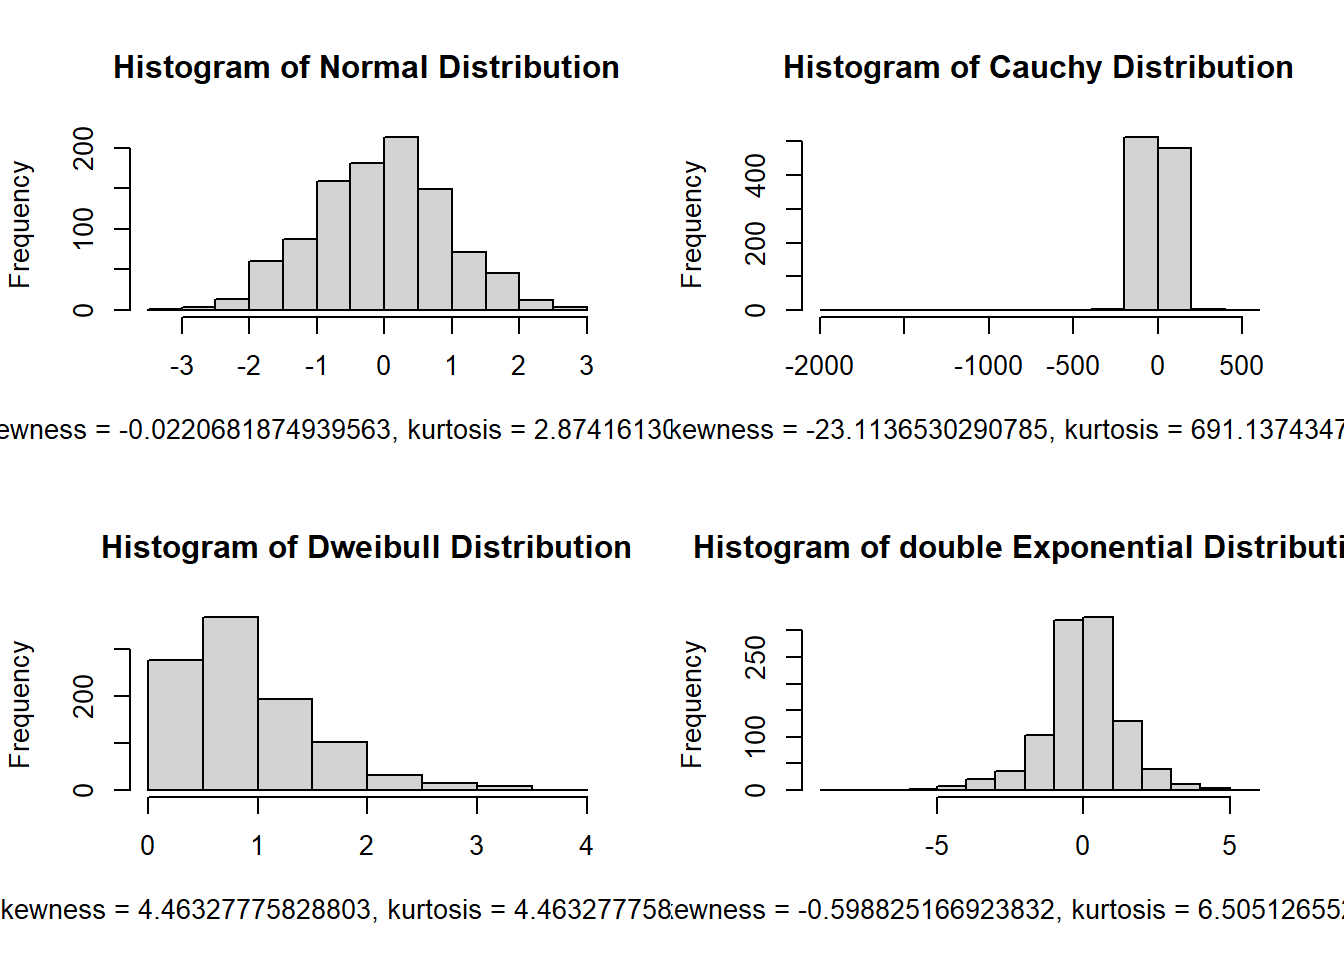 Histogram of Normal Distribution
Frequency
0 100 200
-3 -2 -1 0 1 2 3
ewness = -0.0220681874939563, kurtosis = 2.8741613
Histogram of Cauchy Distribution
Frequency
0 200 400
-2000 -1000 -500 0 500
kewness = -23.1136530290785, kurtosis = 691.1374347
Histogram of Dweibull Distribution
Frequency
0 200
0 1 2 3 4
kewness = 4.46327775828803, kurtosis = 4.463277758
Histogram of double Exponential Distributi
Frequency
0 100 250
-5 0 5
ewness = -0.598825166923832, kurtosis = 6.50512655